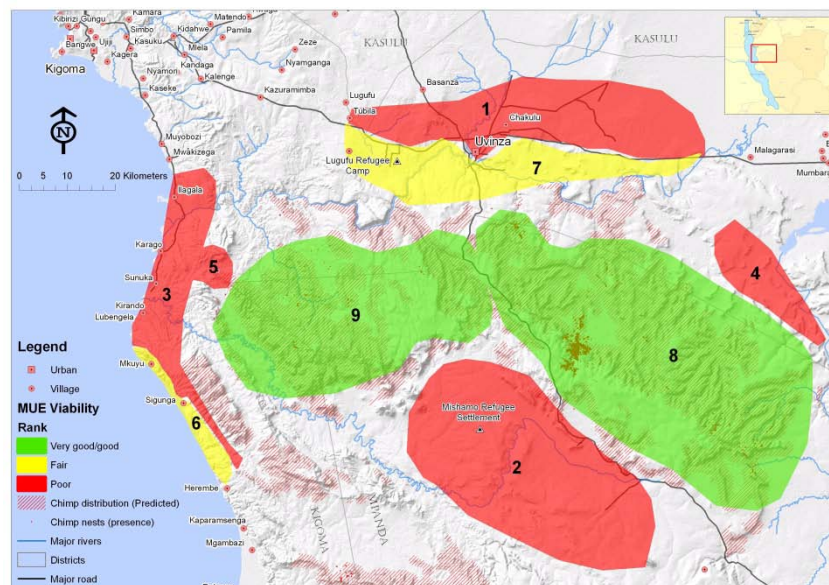 Kibirizi
Gungu
Kamara
Simbo
Kidahwe
Matendo
Pamila
Bangwe
Ujiji
Kasuku
Mlela
Zeze
KASULU
KASULU
Kagera
Kandaga
Kigoma
Nyamori
Kalenge
Nyamganga
Kaseke
Kazuramimba
Basanza
Lugufu
Tubila
1
Chakulu
N
Muyobozi
Uvinza
Mwakizega
Lugufu Refugee
Camp
7
Malagarasi
Mumbara
0 10 20 Kilometers
Ilagala
Karago
5
4
Sunuka
3
Kirando
9
Lubengela
8
Legend
Urban
Village
Mkuyu
Sigunga
Mishamo Refugee
Settlement
MUE Viability
Rank
6
Very good/good
Fair
Poor
2
Chimp distribution (Predicted)
Herembe
Chimp nests (presence)
Major rivers
Kaparamsenga
KIGOMA
MPANDA
Districts
Mgambazi
Major road